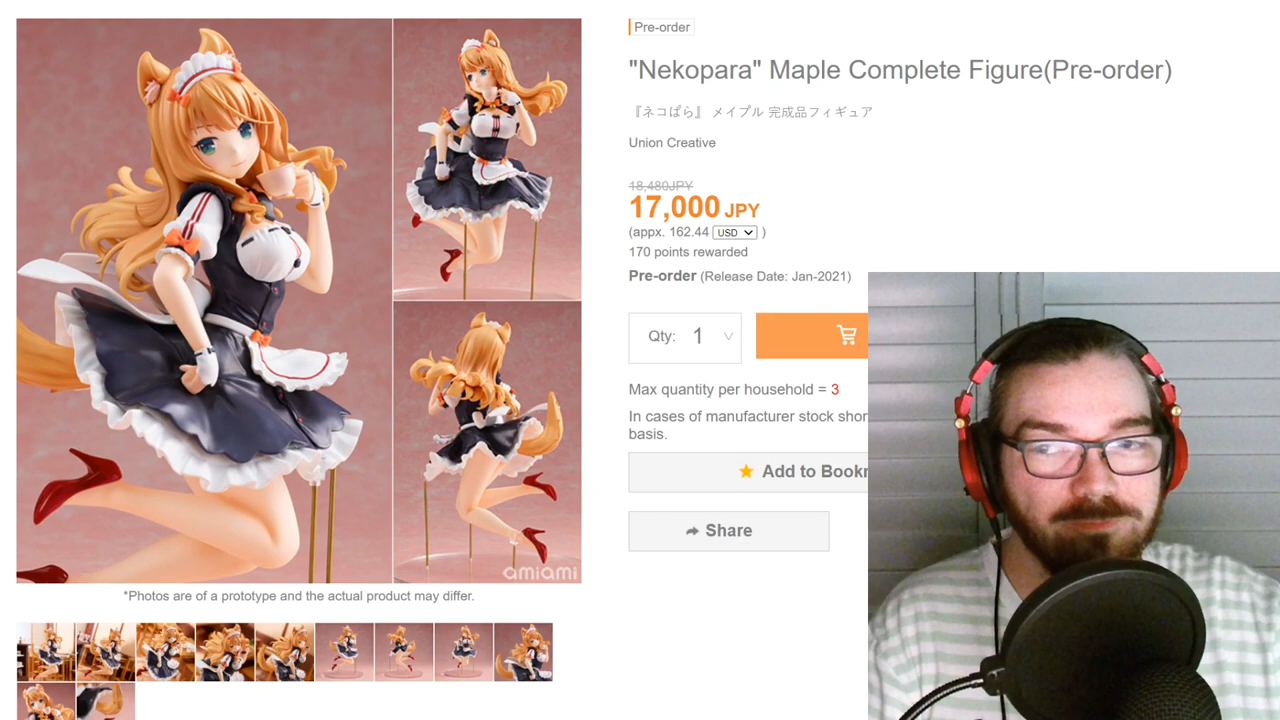 Pre-order
"Nekopara" Maple Complete Figure(Pre-order)
『ネコぱら』 メイプル 完成品フィギュア
Union Creative
18,480JPY
17,000 JPY
(appx. 162.44 USD )
170 points rewarded
Pre-order (Release Date: Jan-2021)
Qty: 1
Max quantity per household = 3
In cases of manufacturer stock shor
basis.
Add to Bookr
Share
amiami
*Photos are of a prototype and the actual product may differ.